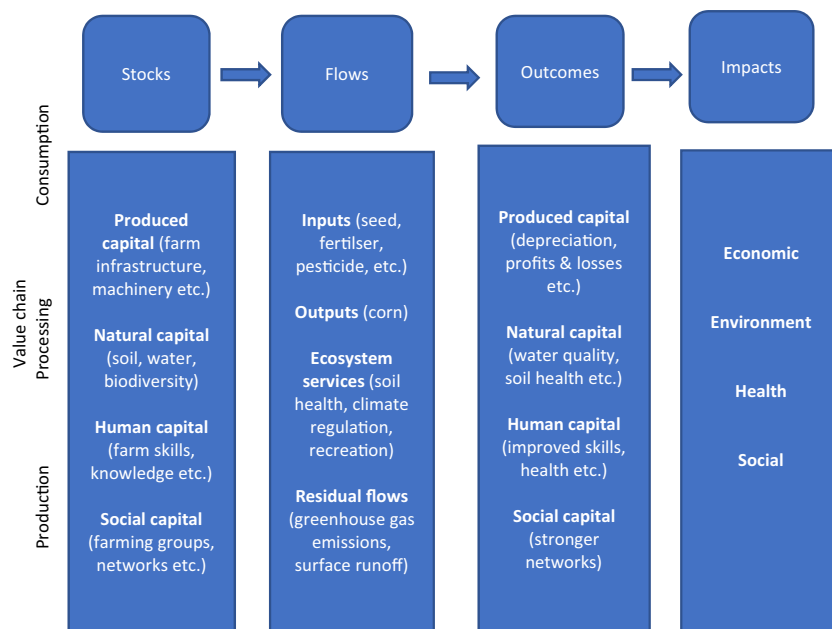 Stocks
Flows
Outcomes
Impacts
Consumption
Value chain
Processing
Production
Produced
capital (farm
infrastructure,
machinery etc.)
Natural capital
(soil, water,
biodiversity)
Human capital
(farm skills,
knowledge etc.)
Social capital
(farming groups,
networks etc.)
Inputs (seed,
fertilser,
pesticide, etc.)
Outputs (corn)
Ecosystem
services (soil
health, climate
regulation,
recreation)
Residual flows
(greenhouse gas
emissions,
surface runoff)
Produced capital
(depreciation,
profits & losses
etc.)
Natural capital
(water quality,
soil health etc.)
Human capital
(improved skills,
health etc.)
Social capital
(stronger
networks)
Economic
Environment
Health
Social